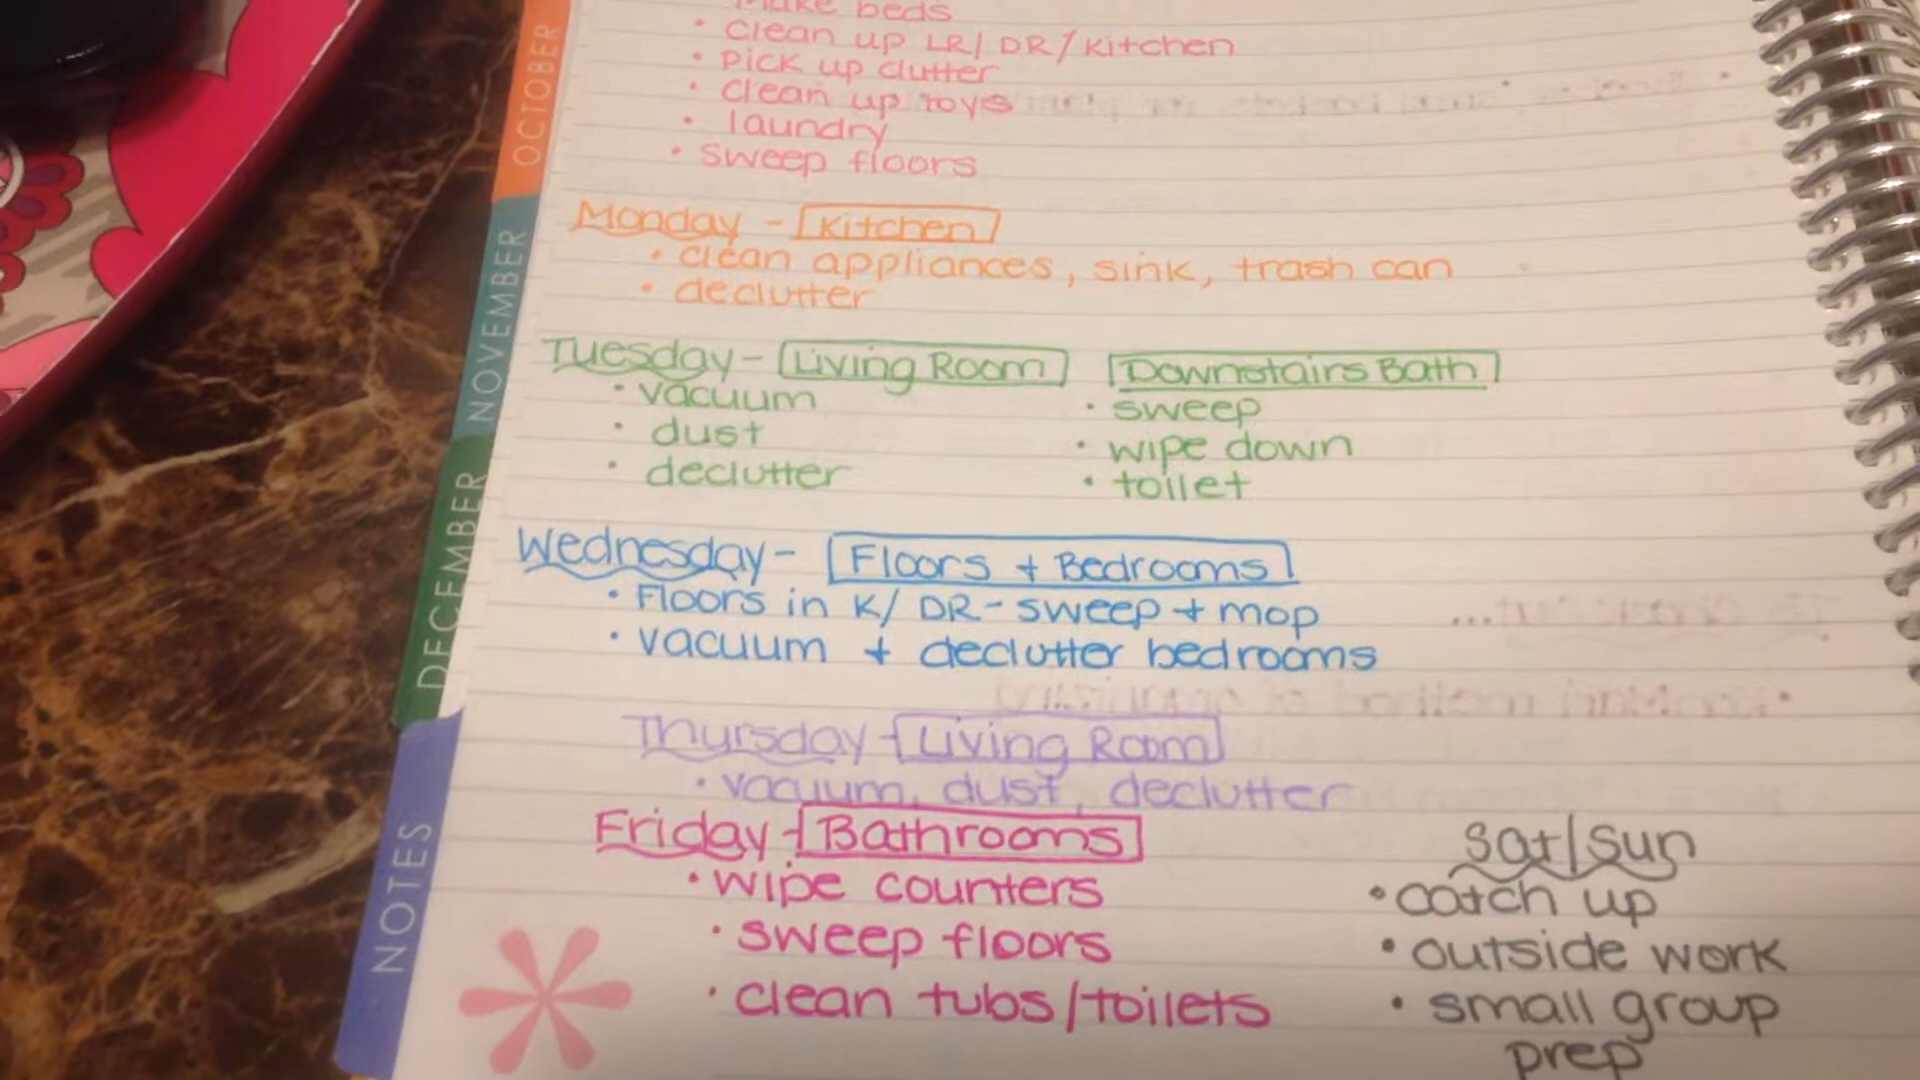 make beds
• clean up LR/ DR/ Kitchen
• pick up clutter
• clean up toys
• laundry
• sweep floors
Monday - Kitchen
• clean appliances, sink, trash can
• declutter
Tuesday - Living Room
• vacuum
• dust
• declutter
Downstairs Bath
• sweep
• wipe down
• toilet
Wednesday - Floors + Bedrooms
• Floors in K/ DR - sweep + mop
• vacuum + declutter bedrooms
Thursday - Living Room
• vacuum, dust, declutter
Friday - Bathrooms
• wipe counters
• sweep floors
• clean tubs/toilets
Sat/Sun
• catch up
• outside work
• small group
prep
OCTOBER
NOVEMBER
DECEMBER
NOTES